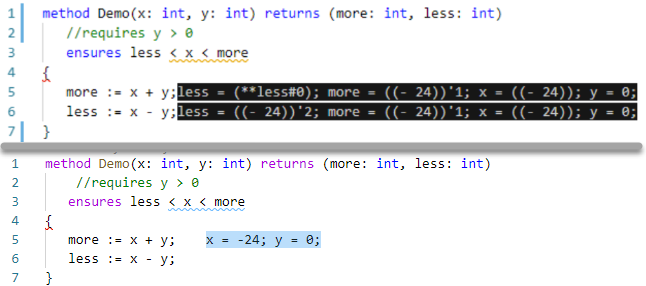 1 method Demo(x: int, y: int) returns (more: int, less: int)
2 //requires y > 0
3 ensures less < x < more
4 {
5 more := x + y;less = (**less#0); more = ((- 24))'1; x = ((- 24)); y = 0;
6 less := x - y;less = ((- 24))'2; more = ((- 24))'1; x = ((- 24)); y = 0;
7 }
1 method Demo(x: int, y: int) returns (more: int, less: int)
2 //requires y > 0
3 ensures less < x < more
4 {
5 more := x + y; x = -24; y = 0;
6 less := x - y;
7 }